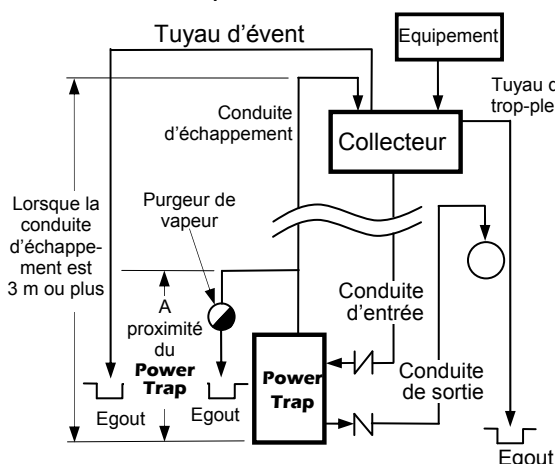 Tuyau d’évent
Equipement
Tuyau d
trop-ple
Conduite
d’échappement
Collecteur
Lorsque la
conduite
d’échappe-
ment est
3 m ou plus
Purgeur de
vapeur
A
proximité
du
Power
Trap
Conduite
d’entrée
Power
Trap
Conduite
de sortie
Egout
Egout
Egout